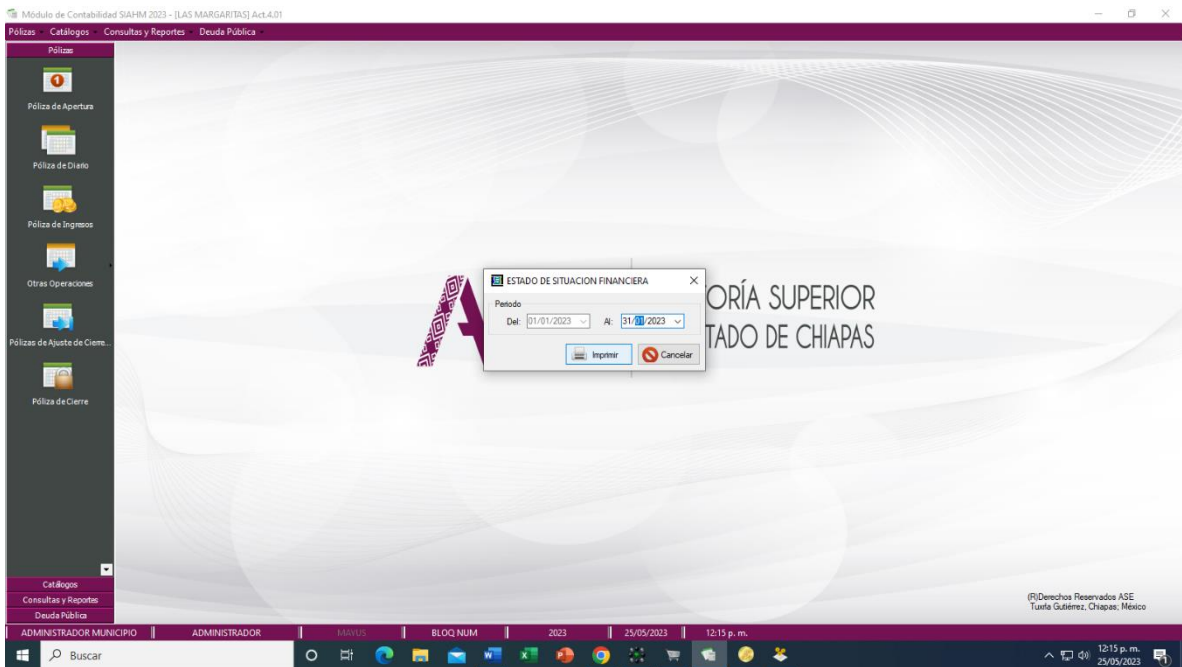 Módulo de Contabilidad SIAHM 2023 - [LAS MARGARITAS] Act.4.01
Pólizas Catálogos Consultas y Reportes Deuda Pública
Pólizas
Póliza de Apertura
Póliza de Diario
Póliza de Ingresos
Otras Operaciones
Pólizas de Ajuste de Cierre...
Póliza de Cierre
ESTADO DE SITUACION FINANCIERA
Periodo
Del: 01/01/2023 Al: 31/01/2023
Imprimir Cancelar
ORÍA SUPERIOR
TADO DE CHIAPAS
Catálogos
Consultas y Reportes
Deuda Pública
(R)Derechos Reservados ASE
Tuxtla Gutiérrez, Chiapas; México
ADMINISTRADOR MUNICIPIO ADMINISTRADOR MAYUS BLOQ NUM 2023 25/05/2023 12:15 p. m.
Buscar
12:15 p. m.
25/05/2023